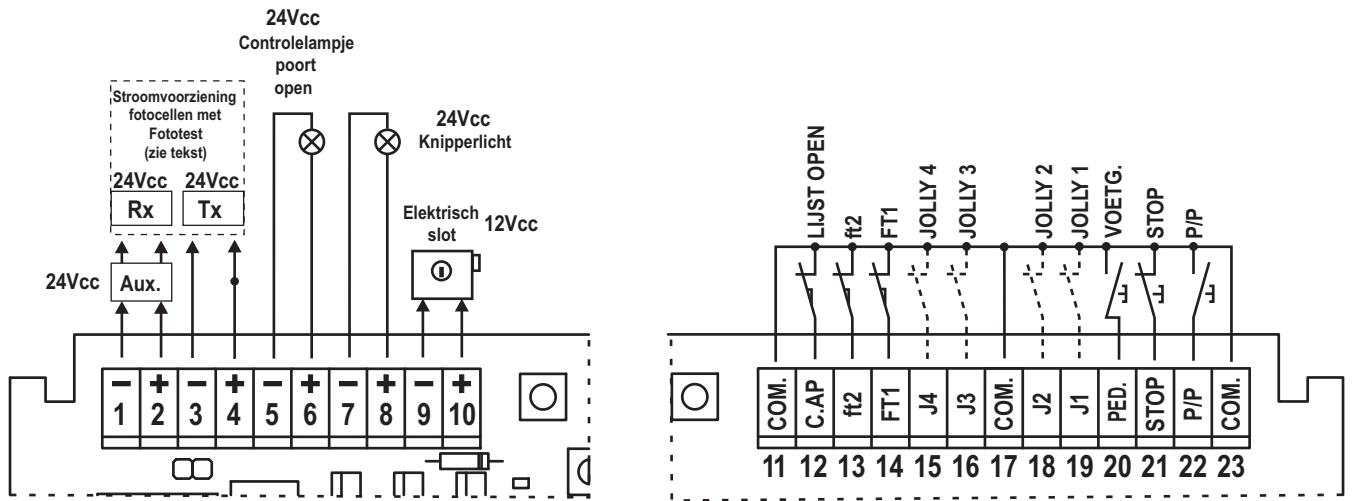 24Vcc
Controlelampje
poort
open
Stroomvoorziening
fotocellen met
Fototest
(zie tekst)
24Vcc 24Vcc
Rx Tx
24Vcc Aux.
24Vcc
Knipperlicht
Elektrisch
slot
12Vcc
− + − + − + − + − +
1 2 3 4 5 6 7 8 9 10
LIJST OPEN
ft2
FT1
JOLLY 4
JOLLY 3
JOLLY 2
JOLLY 1
VOETG.
STOP
P/P
COM.
C.AP
ft2
FT1
J4
J3
COM.
J2
J1
PED.
STOP
P/P
COM.
11 12 13 14 15 16 17 18 19 20 21 22 23